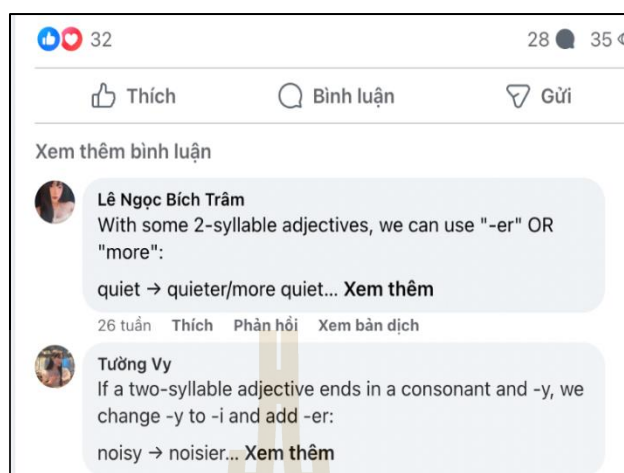 32 28 35
Thích Bình luận Gửi
Xem thêm bình luận
Lê Ngọc Bích Trâm
With some 2-syllable adjectives, we can use "-er" OR
"more":
quiet → quieter/more quiet... Xem thêm
26 tuần Thích Phản hồi Xem bản dịch
Tường Vy
If a two-syllable adjective ends in a consonant and -y, we
change -y to -i and add -er:
noisy → noisier... Xem thêm